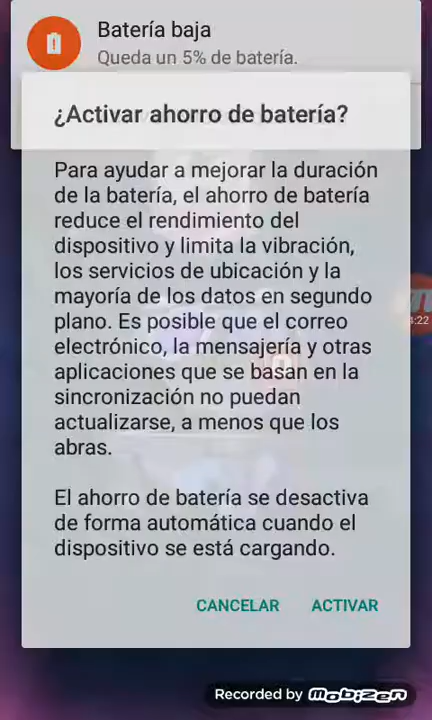 Batería baja
Queda un 5% de batería.
¿Activar ahorro de batería?
Para ayudar a mejorar la duración
de la batería, el ahorro de batería
reduce el rendimiento del
dispositivo y limita la vibración,
los servicios de ubicación y la
mayoría de los datos en segundo
plano. Es posible que el correo
electrónico, la mensajería y otras
aplicaciones que se basan en la
sincronización no puedan
actualizarse, a menos que los
abras.
El ahorro de batería se desactiva
de forma automática cuando el
dispositivo se está cargando.
CANCELAR ACTIVAR
Recorded by mobizen